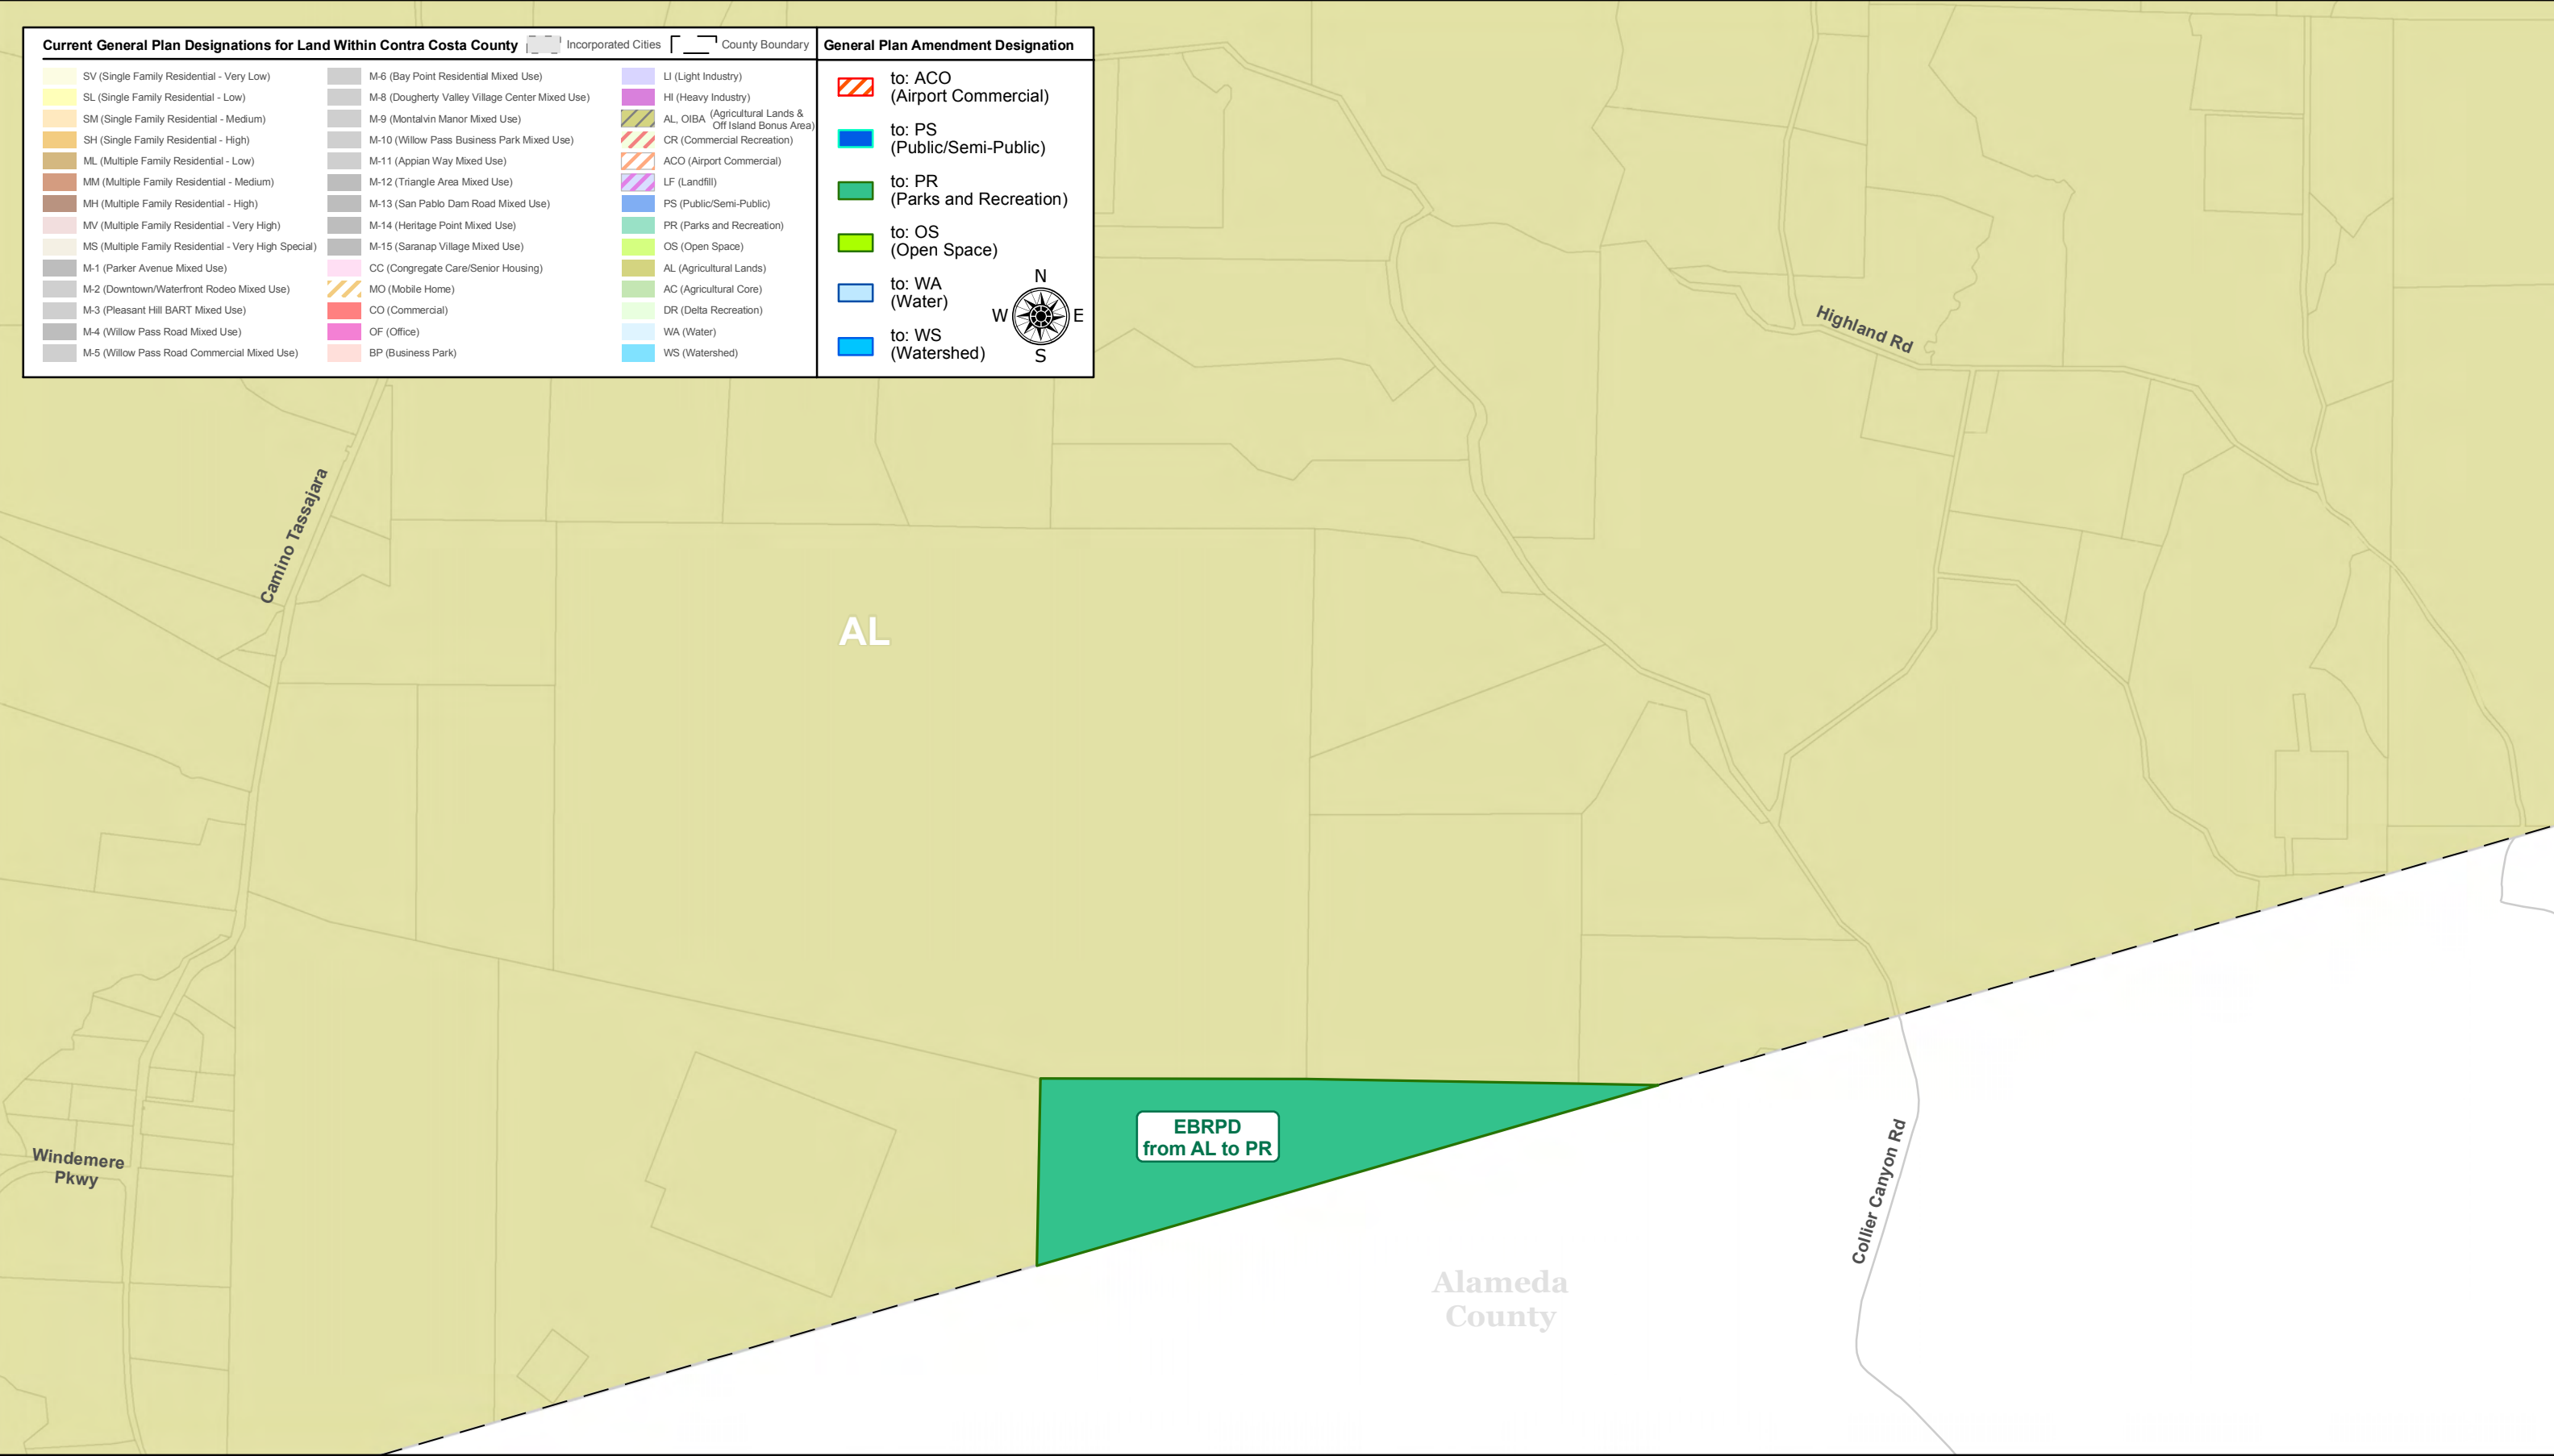 Current General Plan Designations for Land Within Contra Costa County
Incorporated Cities
County Boundary
SV (Single Family Residential - Very Low)
SL (Single Family Residential - Low)
SM (Single Family Residential - Medium)
SH (Single Family Residential - High)
ML (Multiple Family Residential - Low)
MM (Multiple Family Residential - Medium)
MH (Multiple Family Residential - High)
MV (Multiple Family Residential - Very High)
MS (Multiple Family Residential - Very High Special)
M-1 (Parker Avenue Mixed Use)
M-2 (Downtown/Waterfront Rodeo Mixed Use)
M-3 (Pleasant Hill BART Mixed Use)
M-4 (Willow Pass Road Mixed Use)
M-5 (Willow Pass Road Commercial Mixed Use)
M-6 (Bay Point Residential Mixed Use)
M-8 (Dougherty Valley Village Center Mixed Use)
M-9 (Montalvin Manor Mixed Use)
M-10 (Willow Pass Business Park Mixed Use)
M-11 (Appian Way Mixed Use)
M-12 (Triangle Area Mixed Use)
M-13 (San Pablo Dam Road Mixed Use)
M-14 (Heritage Point Mixed Use)
M-15 (Saranap Village Mixed Use)
CC (Congregate Care/Senior Housing)
MO (Mobile Home)
CO (Commercial)
OF (Office)
BP (Business Park)
LI (Light Industry)
HI (Heavy Industry)
AL, OIBA (Agricultural Lands &
Off Island Bonus Area)
CR (Commercial Recreation)
ACO (Airport Commercial)
LF (Landfill)
PS (Public/Semi-Public)
PR (Parks and Recreation)
OS (Open Space)
AL (Agricultural Lands)
AC (Agricultural Core)
DR (Delta Recreation)
WA (Water)
WS (Watershed)
General Plan Amendment Designation
to: ACO
(Airport Commercial)
to: PS
(Public/Semi-Public)
to: PR
(Parks and Recreation)
to: OS
(Open Space)
to: WA
(Water)
to: WS
(Watershed)
N
W
E
S
Highland Rd
Camino Tassajara
AL
EBRPD
from AL to PR
Windemere
Pkwy
Collier Canyon Rd
Alameda
County